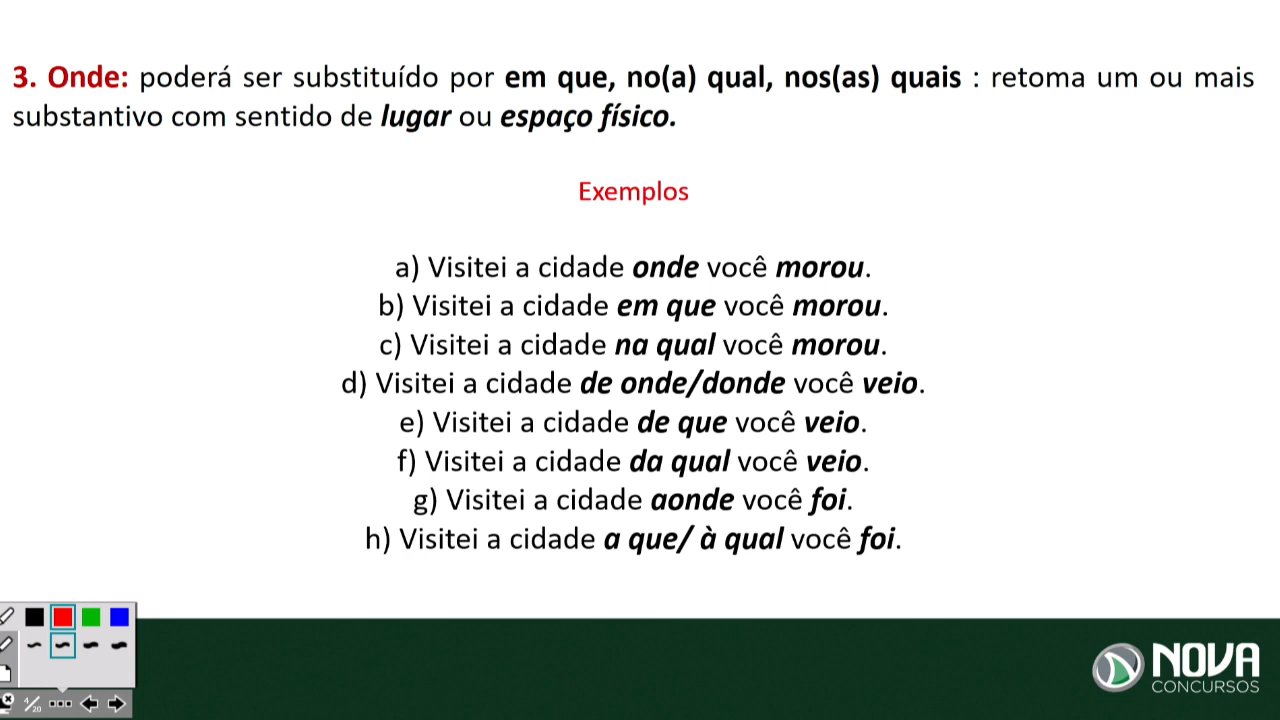 3. Onde: poderá ser substituído por em que, no(a) qual, nos(as) quais : retoma um ou mais
substantivo com sentido de lugar ou espaço físico.
Exemplos
a) Visitei a cidade onde você morou.
b) Visitei a cidade em que você morou.
c) Visitei a cidade na qual você morou.
d) Visitei a cidade de onde/donde você veio.
e) Visitei a cidade de que você veio.
f) Visitei a cidade da qual você veio.
g) Visitei a cidade aonde você foi.
h) Visitei a cidade a que/ à qual você foi.
NOVA
CONCURSOS
4/20